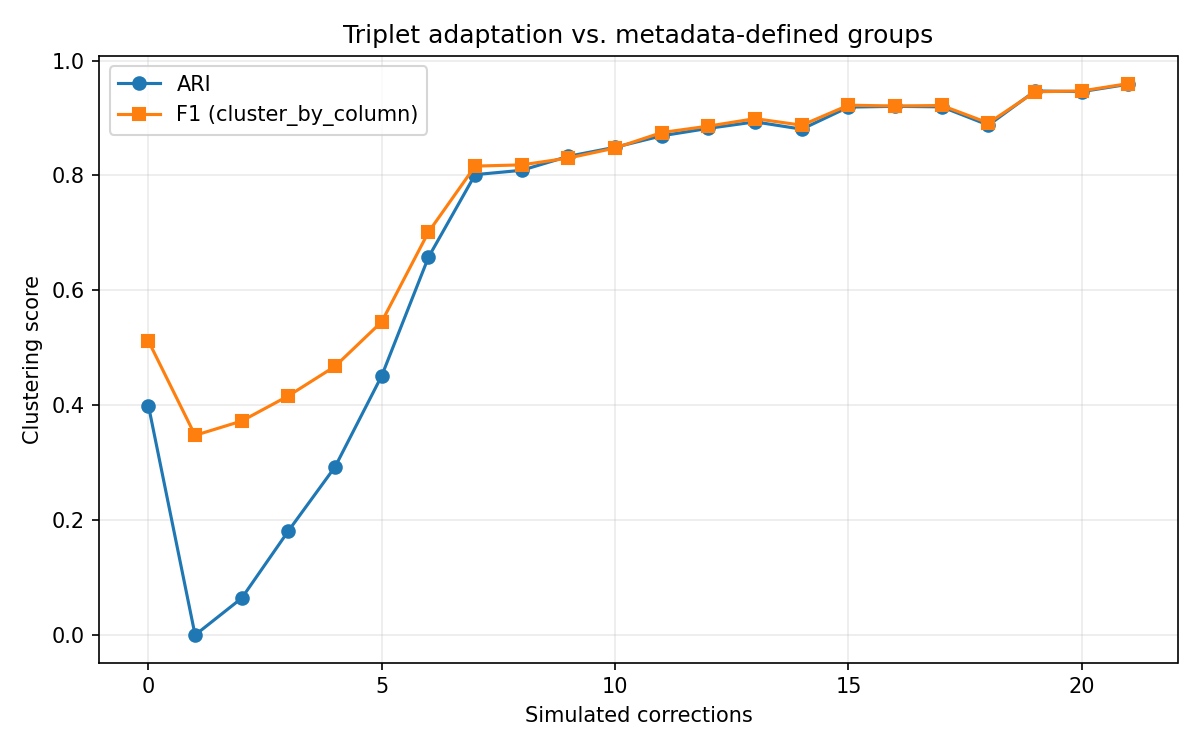 Triplet adaptation vs. metadata-defined groups
ARI
F1 (cluster_by_column)
Clustering score
1.0
0.8
0.6
0.4
0.2
0.0
0 5 10 15 20
Simulated corrections